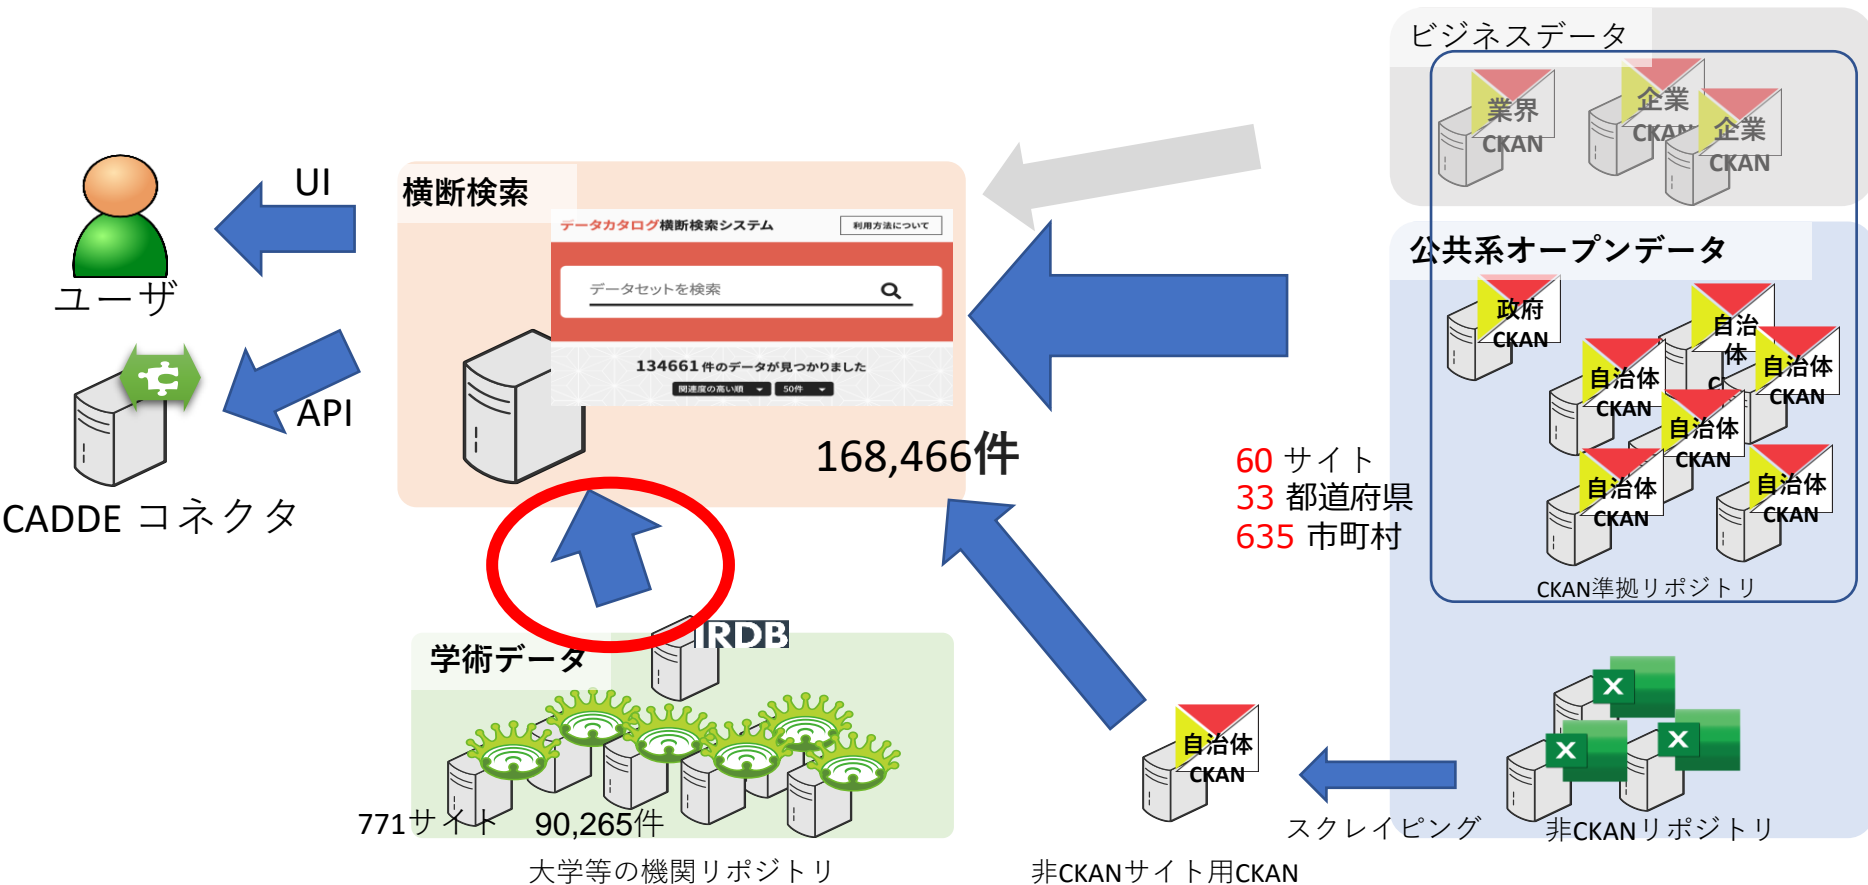 ビジネスデータ
業界
CKAN
企業
CKAN
企業
CKAN
UI
横断検索
データカタログ横断検索システム
利用方法について
データセットを検索
134661 件のデータが見つかりました
関連度の高い順
50件
168,466件
ユーザ
API
CADDE コネクタ
公共系オープンデータ
政府
CKAN
自治
体
C
自治体
CKAN
自治体
CKAN
自治体
CKAN
自治体
CKAN
自治体
CKAN
60 サイト
33 都道府県
635 市町村
CKAN準拠リポジトリ
学術データ
IRDB
771サイト 90,265件
大学等の機関リポジトリ
自治体
CKAN
非CKANサイト用CKAN
スクレイピング
X
X
X
非CKANリポジトリ